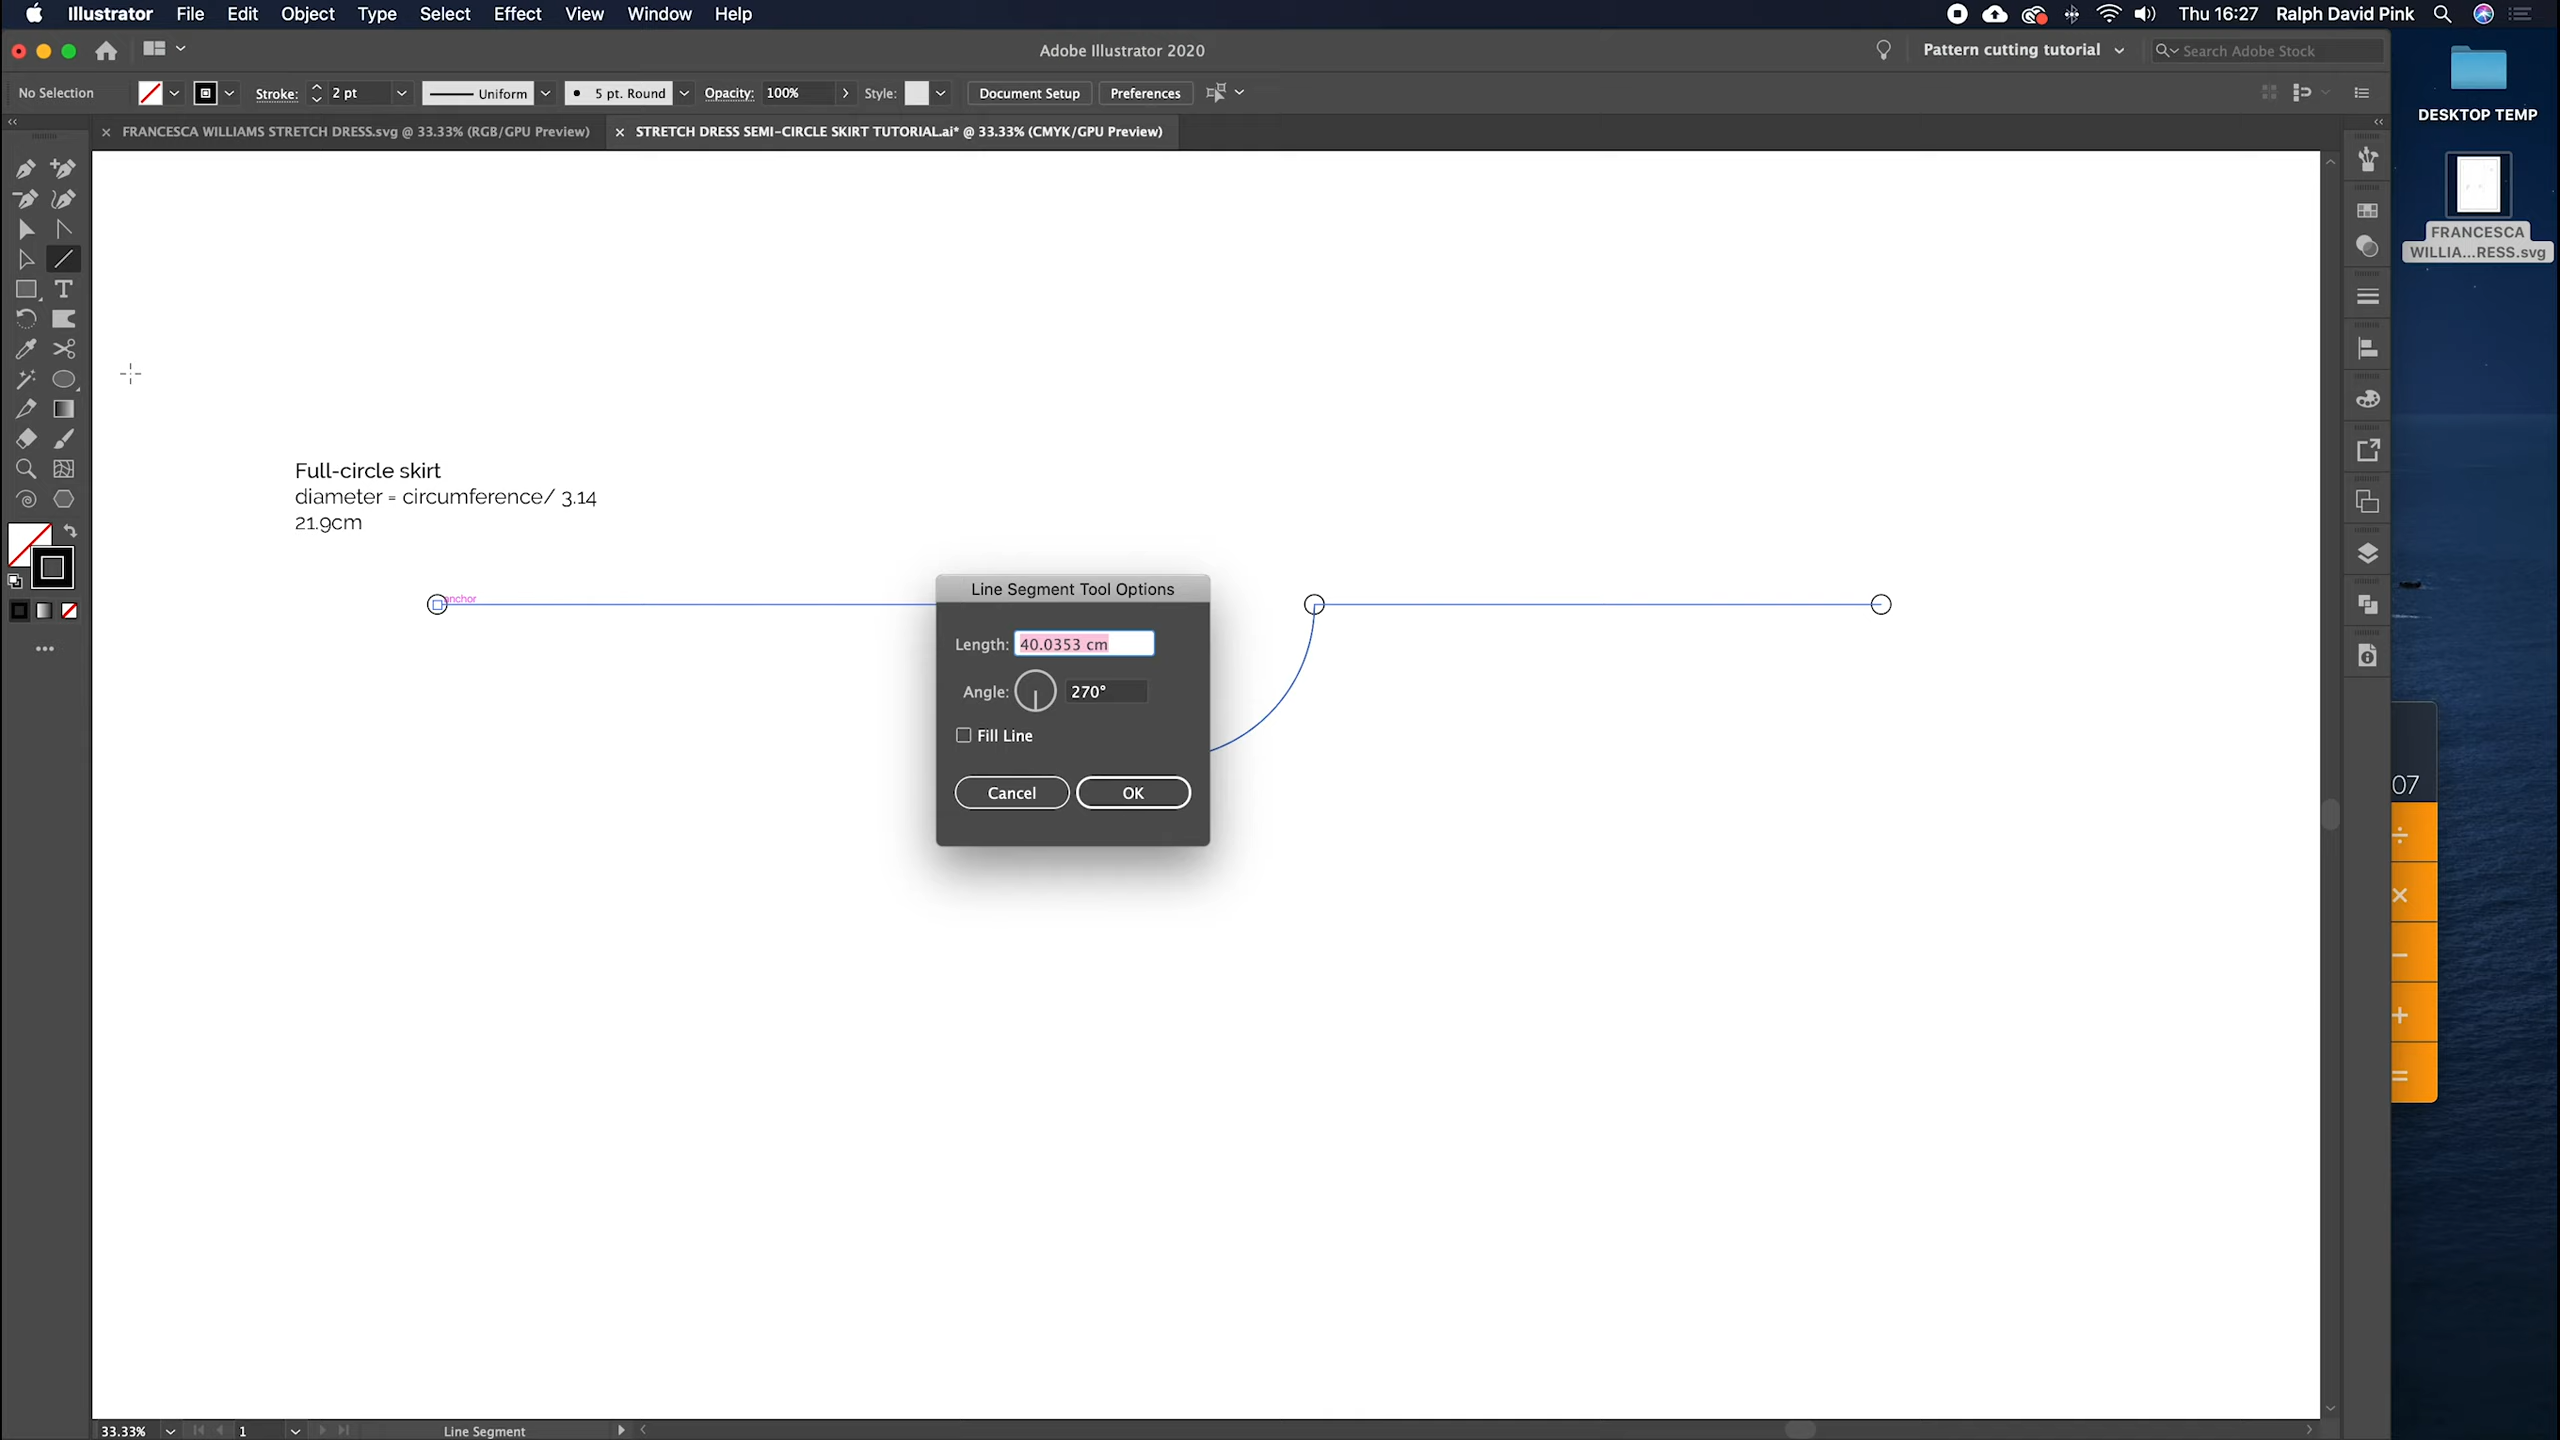 Illustrator File Edit Object Type Select Effect View Window Help
Thu 16:27 Ralph David Pink
Adobe Illustrator 2020
Pattern cutting tutorial
Search Adobe Stock
No Selection
Stroke: 2 pt
Uniform
5 pt. Round
Opacity: 100%
Style:
Document Setup
Preferences
FRANCESCA WILLIAMS STRETCH DRESS.svg @ 33.33% (RGB/GPU Preview)
STRETCH DRESS SEMI-CIRCLE SKIRT TUTORIAL.ai* @ 33.33% (CMYK/GPU Preview)
DESKTOP TEMP
FRANCESCA
WILLIA...RESS.svg
Full-circle skirt
diameter = circumference/ 3.14
21.9cm
anchor
Line Segment Tool Options
Length: 40.0353 cm
Angle: 270°
Fill Line
Cancel OK
07
÷
×
−
+
=
33.33%
1
Line Segment